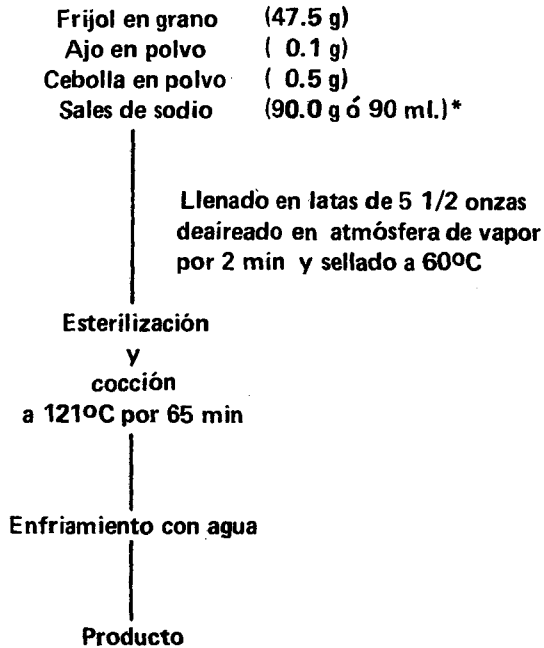 Frijol en grano (47.5 g)
Ajo en polvo ( 0.1 g)
Cebolla en polvo ( 0.5 g)
Sales de sodio (90.0 g ó 90 ml.)*
Llenado en latas de 5 1/2 onzas
deaireado en atmósfera de vapor
por 2 min y sellado a 60ºC
Esterilización
y
cocción
a 121ºC por 65 min
Enfriamiento con agua
Producto